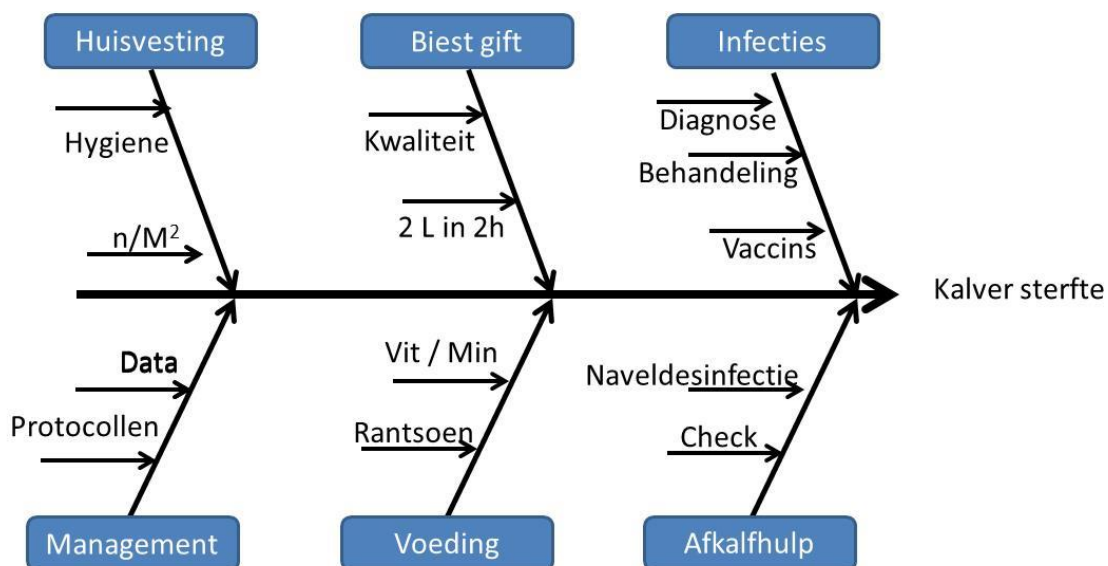 Huisvesting
Biest gift
Infecties
Hygiene
Kwaliteit
Diagnose
Behandeling
n/M²
2 L in 2h
Vaccins
Kalver sterfte
Data
Vit / Min
Naveldesinfectie
Protocollen
Rantsoen
Check
Management
Voeding
Afkalfhulp